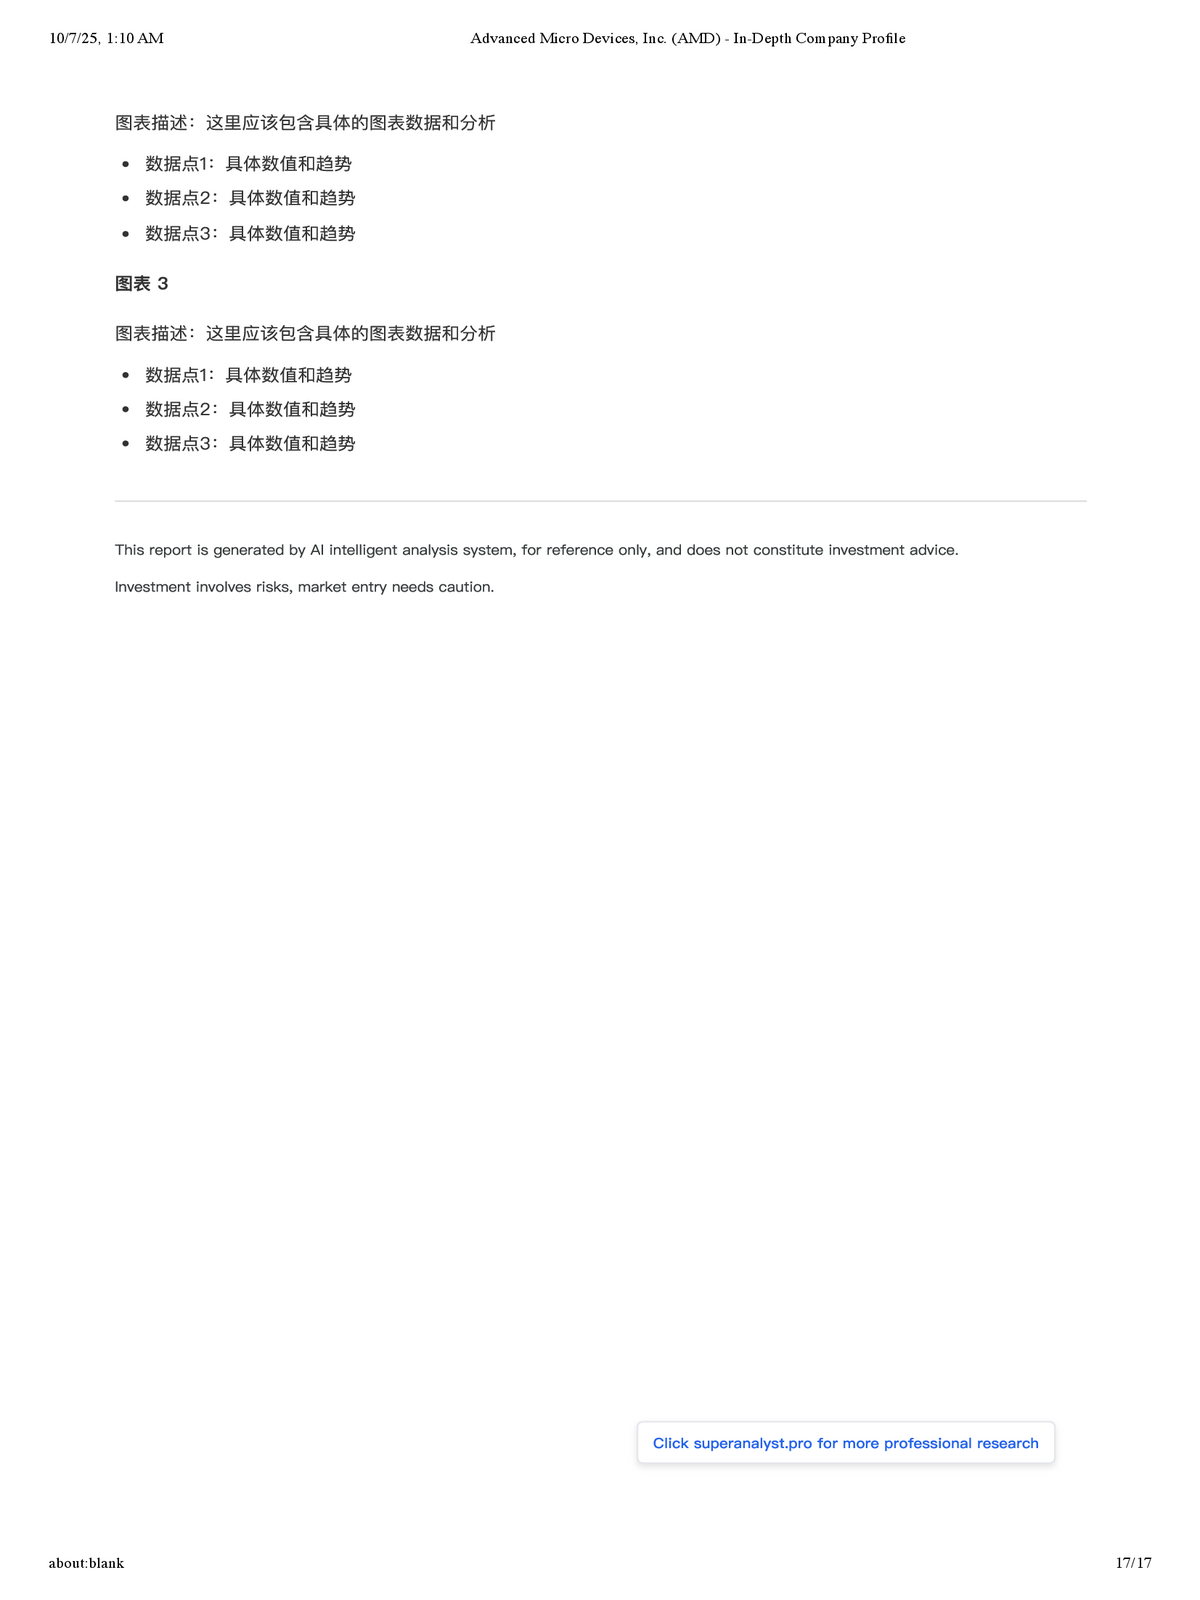 10/7/25, 1:10 AM
Advanced Micro Devices, Inc. (AMD) - In-Depth Company Profile
图表描述：这里应该包含具体的图表数据和分析
• 数据点1：具体数值和趋势
• 数据点2：具体数值和趋势
• 数据点3：具体数值和趋势
图表 3
图表描述：这里应该包含具体的图表数据和分析
• 数据点1：具体数值和趋势
• 数据点2：具体数值和趋势
• 数据点3：具体数值和趋势
This report is generated by AI intelligent analysis system, for reference only, and does not constitute investment advice.
Investment involves risks, market entry needs caution.
Click superanalyst.pro for more professional research
about:blank
17/17